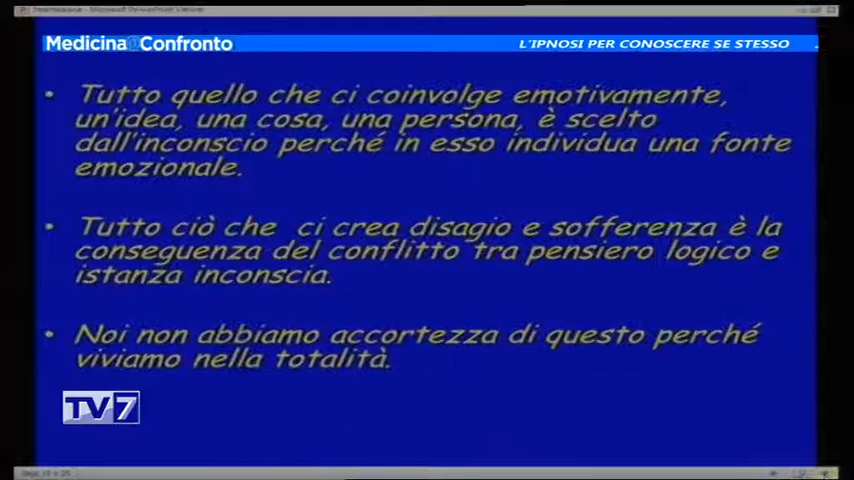 Medicina@Confronto
L'IPNOSI PER CONOSCERE SE STESSO
• Tutto quello che ci coinvolge emotivamente,
un'idea, una cosa, una persona, è scelto
dall'inconscio perché in esso individua una fonte
emozionale.
• Tutto ciò che ci crea disagio e sofferenza è la
conseguenza del conflitto tra pensiero logico e
istanza inconscia.
• Noi non abbiamo accortezza di questo perché
viviamo nella totalità.
TV7